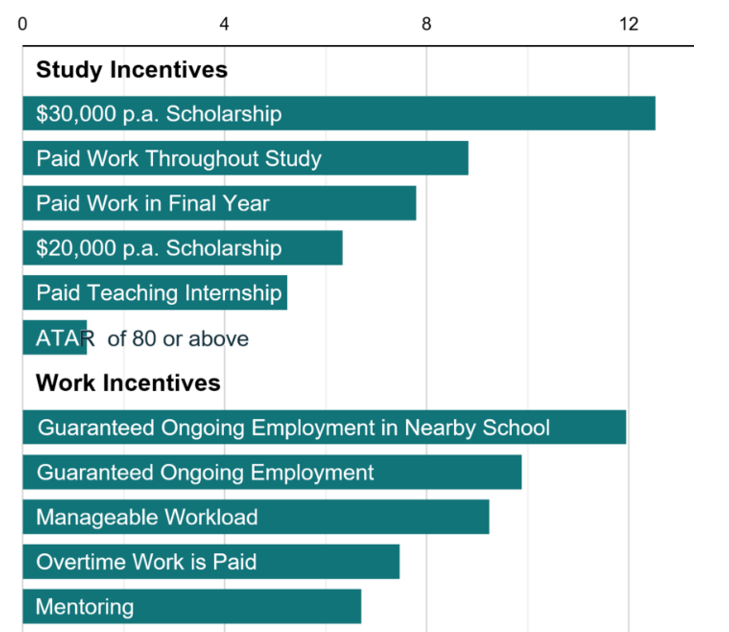 0 4 8 12
Study Incentives
$30,000 p.a. Scholarship
Paid Work Throughout Study
Paid Work in Final Year
$20,000 p.a. Scholarship
Paid Teaching Internship
ATAR of 80 or above
Work Incentives
Guaranteed Ongoing Employment in Nearby School
Guaranteed Ongoing Employment
Manageable Workload
Overtime Work is Paid
Mentoring